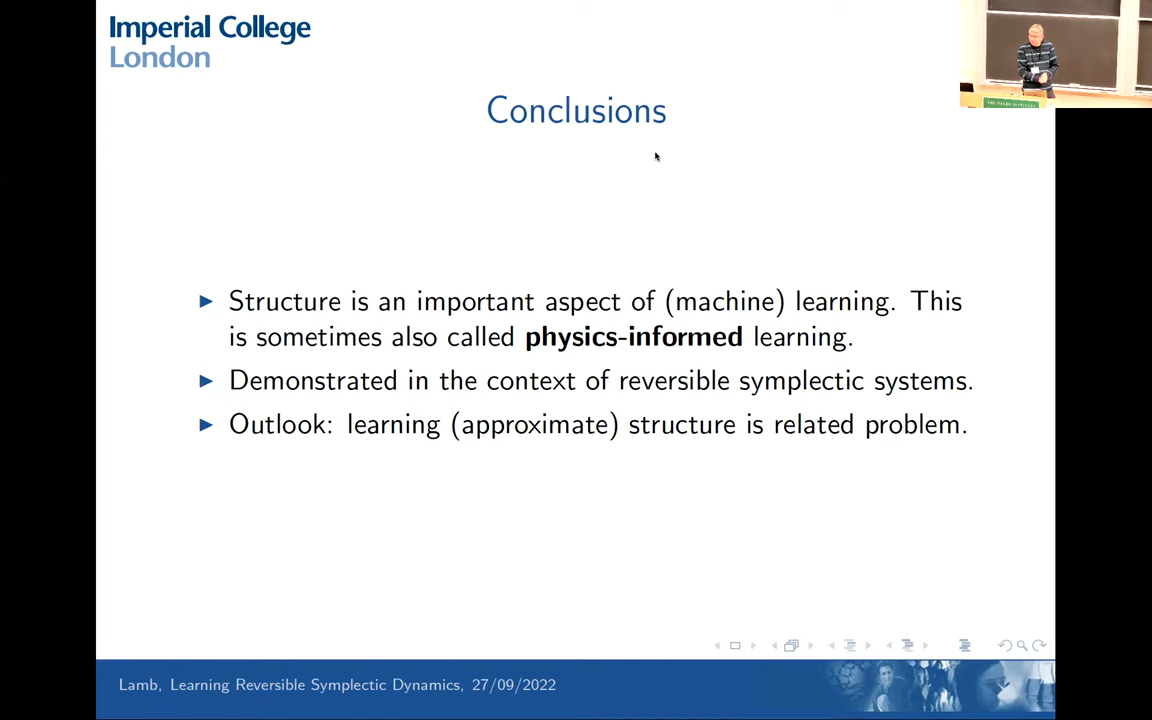 Imperial College
London
Conclusions
Structure is an important aspect of (machine) learning. This
is sometimes also called physics-informed learning.
Demonstrated in the context of reversible symplectic systems.
Outlook: learning (approximate) structure is related problem.
Lamb, Learning Reversible Symplectic Dynamics, 27/09/2022